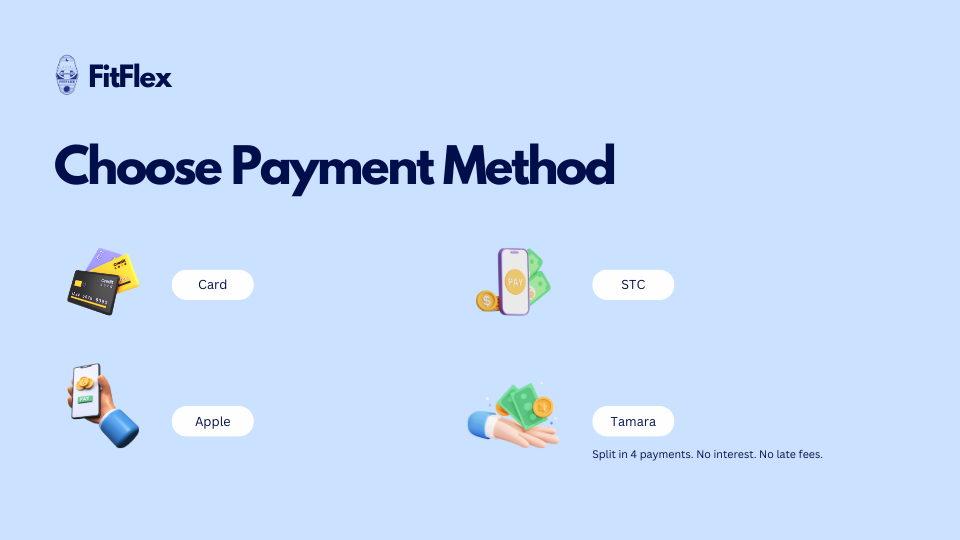 FitFlex
Choose Payment Method
Card
STC
PAY
Apple
Tamara
Split in 4 payments. No interest. No late fees.